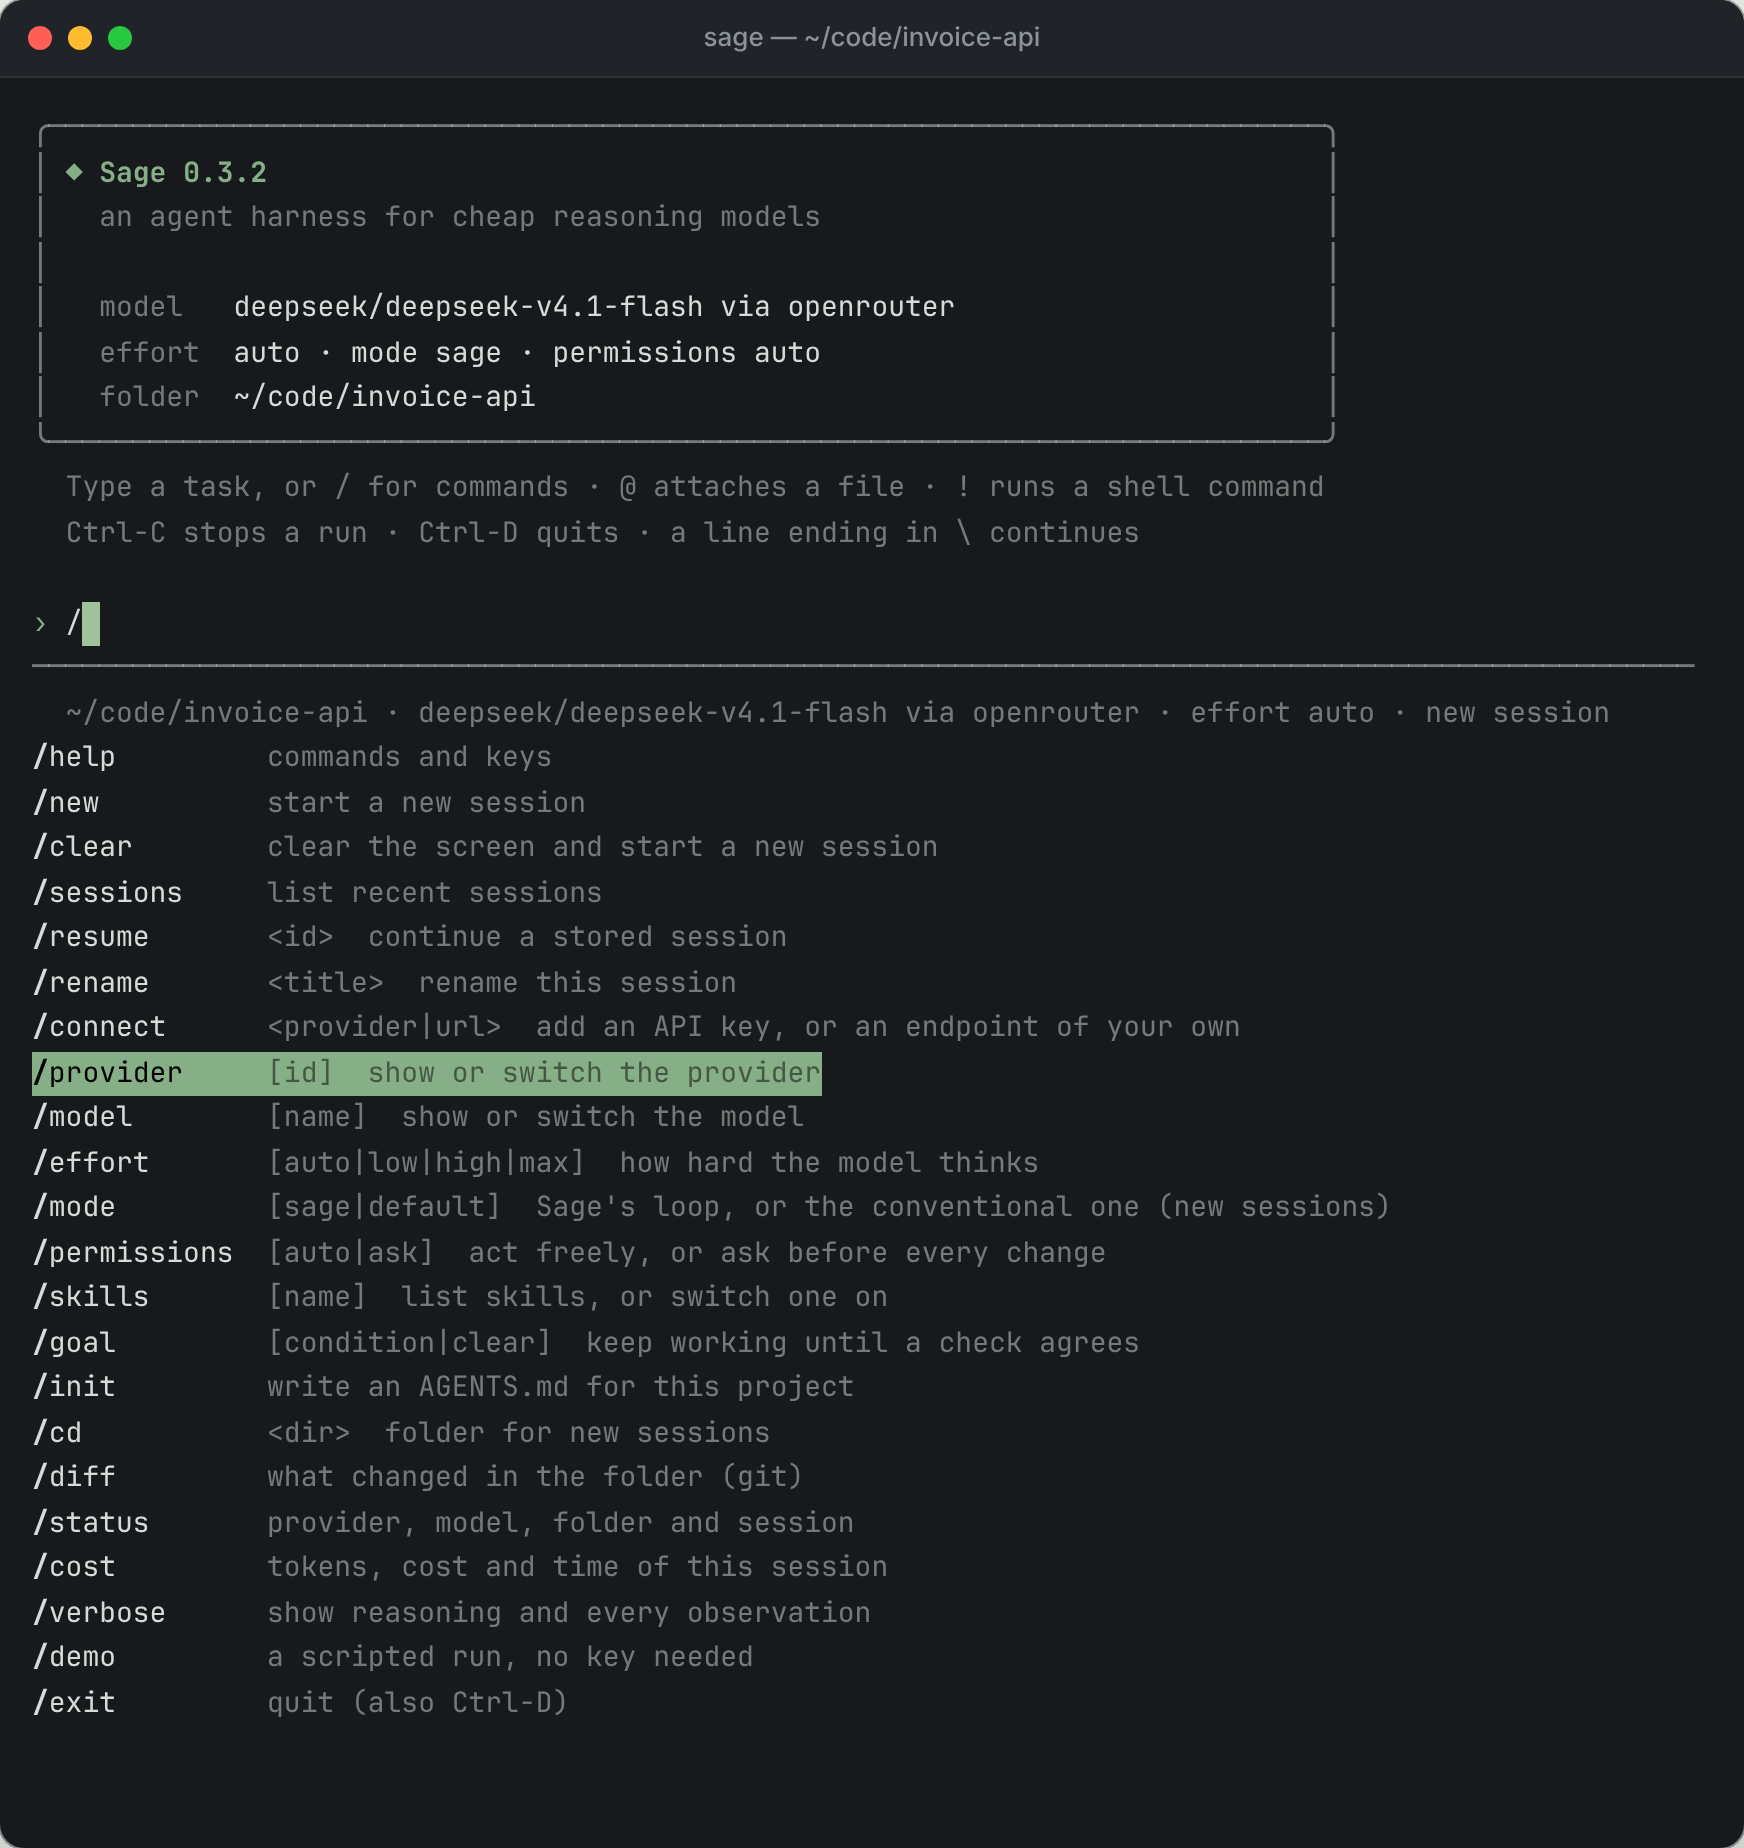 sage — ~/code/invoice-api
◆ Sage 0.3.2
an agent harness for cheap reasoning models
model deepseek/deepseek-v4.1-flash via openrouter
effort auto · mode sage · permissions auto
folder ~/code/invoice-api
Type a task, or / for commands · @ attaches a file · ! runs a shell command
Ctrl-C stops a run · Ctrl-D quits · a line ending in \ continues
› /
~/code/invoice-api · deepseek/deepseek-v4.1-flash via openrouter · effort auto · new session
/help commands and keys
/new start a new session
/clear clear the screen and start a new session
/sessions list recent sessions
/resume <id> continue a stored session
/rename <title> rename this session
/connect <provider|url> add an API key, or an endpoint of your own
/provider [id] show or switch the provider
/model [name] show or switch the model
/effort [auto|low|high|max] how hard the model thinks
/mode [sage|default] Sage's loop, or the conventional one (new sessions)
/permissions [auto|ask] act freely, or ask before every change
/skills [name] list skills, or switch one on
/goal [condition|clear] keep working until a check agrees
/init write an AGENTS.md for this project
/cd <dir> folder for new sessions
/diff what changed in the folder (git)
/status provider, model, folder and session
/cost tokens, cost and time of this session
/verbose show reasoning and every observation
/demo a scripted run, no key needed
/exit quit (also Ctrl-D)